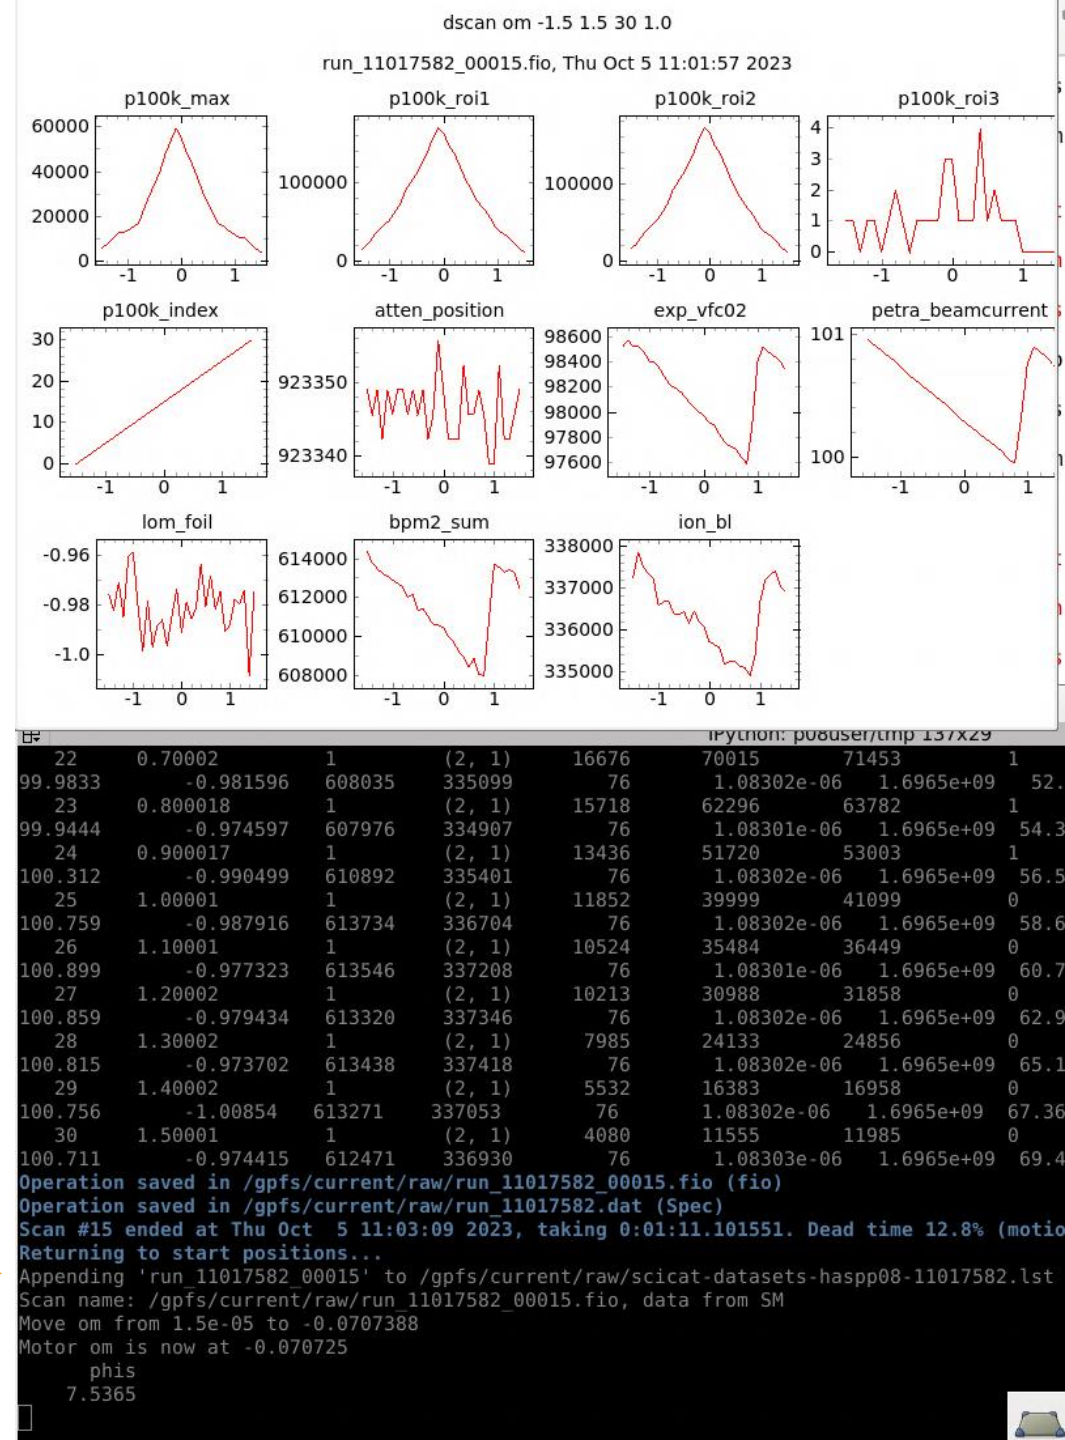 dscan om -1.5 1.5 30 1.0
run_11017582_00015.fio, Thu Oct 5 11:01:57 2023
p100k_max p100k_roi1 p100k_roi2 p100k_roi3
60000
40000
20000
0
-1 0 1
100000
0
-1 0 1
100000
0
-1 0 1
4
3
2
1
0
-1 0 1
p100k_index atten_position exp_vfc02 petra_beamcurrent
30
20
10
0
-1 0 1
923350
923340
-1 0 1
98600
98400
98200
98000
97800
97600
-1 0 1
101
100
-1 0 1
lom_foil bpm2_sum ion_bl
-0.96
-0.98
-1.0
-1 0 1
614000
612000
610000
608000
-1 0 1
338000
337000
336000
335000
-1 0 1
IPython: p08user/tmp 137x29
22 0.70002 1 (2, 1) 16676 70015 71453 1
99.9833 -0.981596 608035 335099 76 1.08302e-06 1.6965e+09 52.
23 0.800018 1 (2, 1) 15718 62296 63782 1
99.9444 -0.974597 607976 334907 76 1.08301e-06 1.6965e+09 54.3
24 0.900017 1 (2, 1) 13436 51720 53003 1
100.312 -0.990499 610892 335401 76 1.08302e-06 1.6965e+09 56.5
25 1.00001 1 (2, 1) 11852 39999 41099 0
100.759 -0.987916 613734 336704 76 1.08302e-06 1.6965e+09 58.6
26 1.10001 1 (2, 1) 10524 35484 36449 0
100.899 -0.977323 613546 337208 76 1.08301e-06 1.6965e+09 60.7
27 1.20002 1 (2, 1) 10213 30988 31858 0
100.859 -0.979434 613320 337346 76 1.08302e-06 1.6965e+09 62.9
28 1.30002 1 (2, 1) 7985 24133 24856 0
100.815 -0.973702 613438 337418 76 1.08302e-06 1.6965e+09 65.1
29 1.40002 1 (2, 1) 5532 16383 16958 0
100.756 -1.00854 613271 337053 76 1.08302e-06 1.6965e+09 67.36
30 1.50001 1 (2, 1) 4080 11555 11985 0
100.711 -0.974415 612471 336930 76 1.08303e-06 1.6965e+09 69.4
Operation saved in /gpfs/current/raw/run_11017582_00015.fio (fio)
Operation saved in /gpfs/current/raw/run_11017582.dat (Spec)
Scan #15 ended at Thu Oct  5 11:03:09 2023, taking 0:01:11.101551. Dead time 12.8% (motio
Returning to start positions...
Appending 'run_11017582_00015' to /gpfs/current/raw/scicat-datasets-haspp08-11017582.lst
Scan name: /gpfs/current/raw/run_11017582_00015.fio, data from SM
Move om from 1.5e-05 to -0.0707388
Motor om is now at -0.070725
phis
7.5365